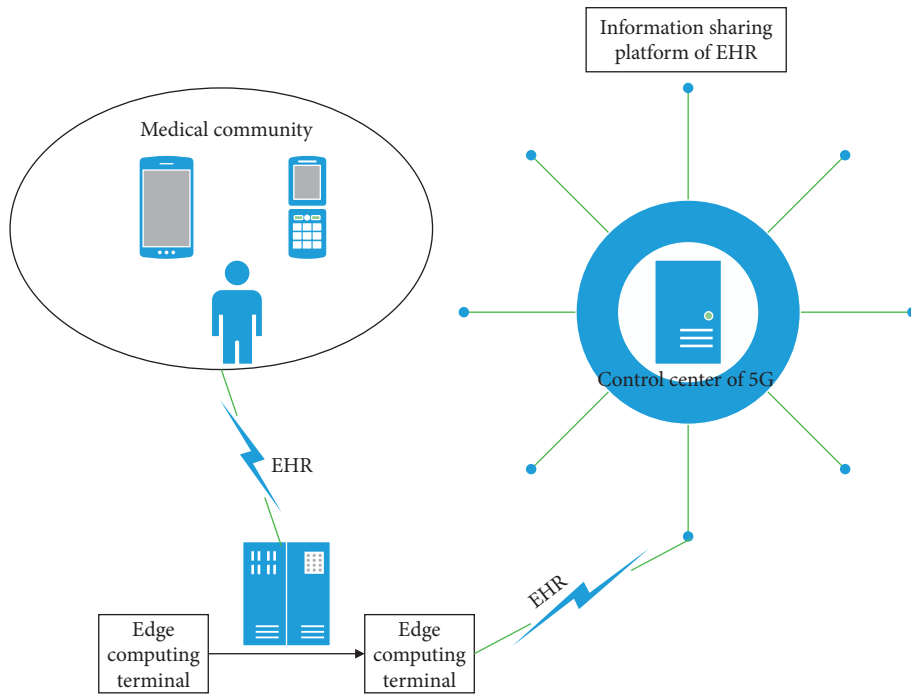 Information sharing
platform of EHR
Medical community
Control center of 5G
EHR
EHR
Edge
computing
terminal
Edge
computing
terminal